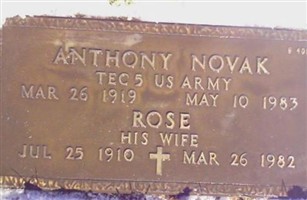 ANTHONY NOVAK
TEC 5 US ARMY
MAR 26 1919 MAY 10 1983
ROSE
HIS WIFE
JUL 25 1910 MAR 26 1982